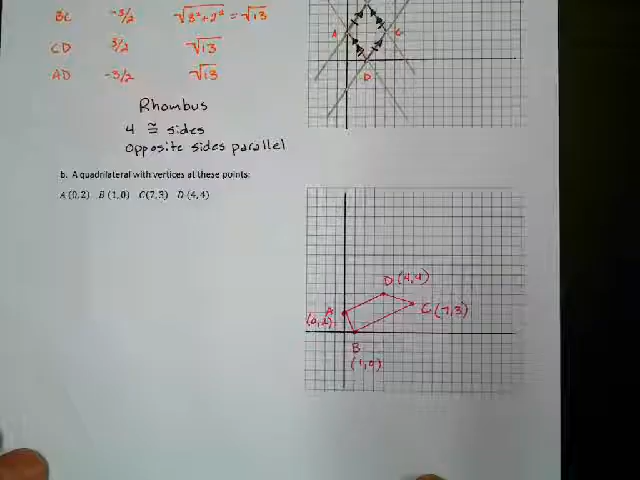 BC -3/2 √3²+2² = √13
A C
CD 3/2 √13
AD -3/2 √13
D
Rhombus
4 ≅ sides
opposite sides parallel
b. A quadrilateral with vertices at these points:
A (0,2) B (1,0) C(7,3) D (4,4)
D (4,4)
A
(0,2)
C (7,3)
B
(1,0)